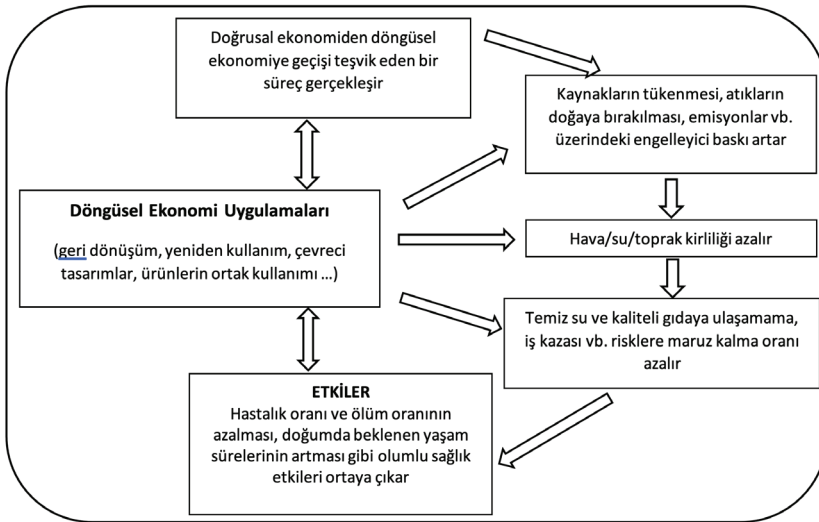 Doğrusal ekonomiden döngüsel
ekonomiye geçişi teşvik eden bir
süreç gerçekleşir
Kaynakların tükenmesi, atıkların
doğaya bırakılması, emisyonlar vb.
üzerindeki engelleyici baskı artar
Döngüsel Ekonomi Uygulamaları
(geri dönüşüm, yeniden kullanım, çevreci
tasarımlar, ürünlerin ortak kullanımı ...)
Hava/su/toprak kirliliği azalır
Temiz su ve kaliteli gıdaya ulaşamama,
iş kazası vb. risklere maruz kalma oranı
azalır
ETKİLER
Hastalık oranı ve ölüm oranının
azalması, doğumda beklenen yaşam
sürelerinin artması gibi olumlu sağlık
etkileri ortaya çıkar